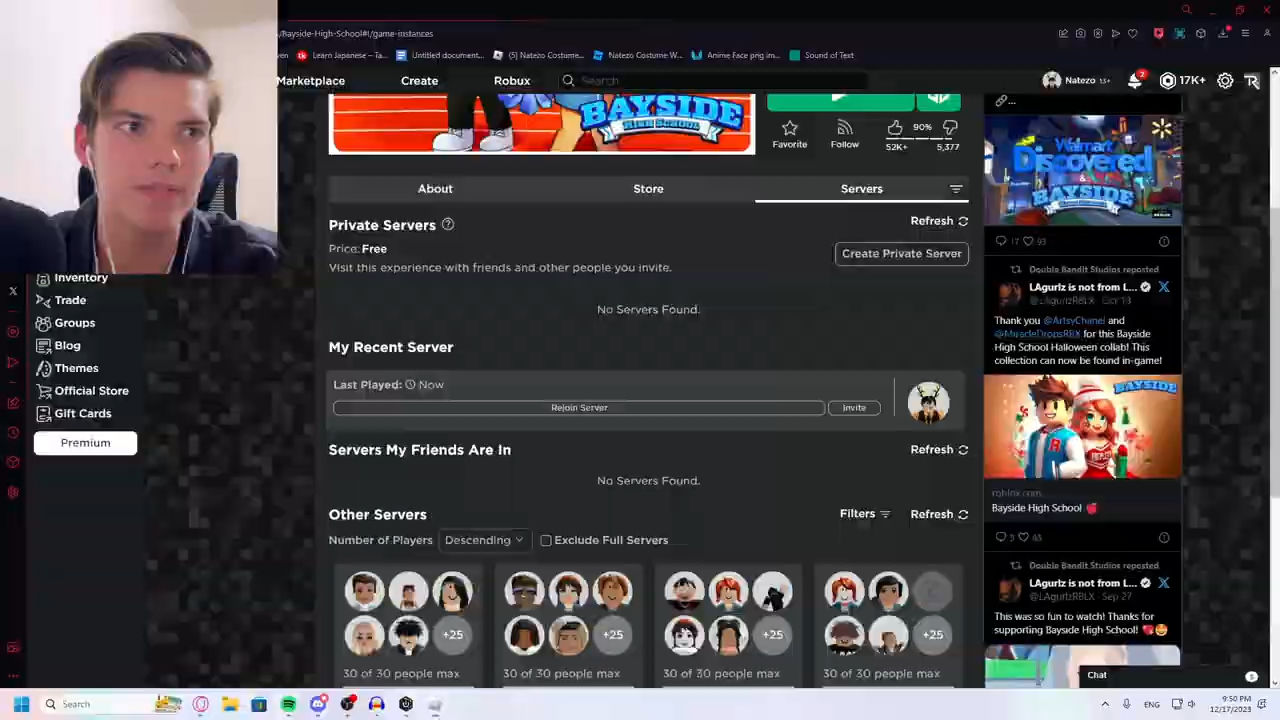 /Bayside-High-School#!/game-instances
Learn Japanese – Ta...
Untitled document...
(5) Natezo Costume...
Natezo Costume W...
Anime Face png im...
Sound of Text
Marketplace
Create
Robux
Search
Natezo 13+
2
17K+
BAYSIDE
HIGH SCHOOL
Favorite
Follow
52K+
90%
5,377
About
Store
Servers
Private Servers
Refresh
Price: Free
Create Private Server
Visit this experience with friends and other people you invite.
No Servers Found.
My Recent Server
Last Played: Now
Rejoin Server
Invite
Servers My Friends Are In
Refresh
No Servers Found.
Other Servers
Filters
Refresh
Number of Players
Descending
Exclude Full Servers
+25
+25
+25
+25
30 of 30 people max
30 of 30 people max
30 of 30 people max
30 of 30 people max
Inventory
Trade
Groups
Blog
Themes
Official Store
Gift Cards
Premium
...
Walmart
Discovered
&
BAYSIDE
17
93
Double Bandit Studios reposted
LAgurlz is not from L...
@LAgurlzRBLX
Thank you @ArtsyChanel and
@MiracleDropsRBX for this Bayside
High School Halloween collab! This
collection can now be found in-game!
BAYSIDE
roblox.com
Bayside High School
Double Bandit Studios reposted
LAgurlz is not from L...
@LAgurlzRBLX · Sep 27
This was so fun to watch! Thanks for
supporting Bayside High School!
Chat
Search
ENG
9:50 PM
12/17/2023